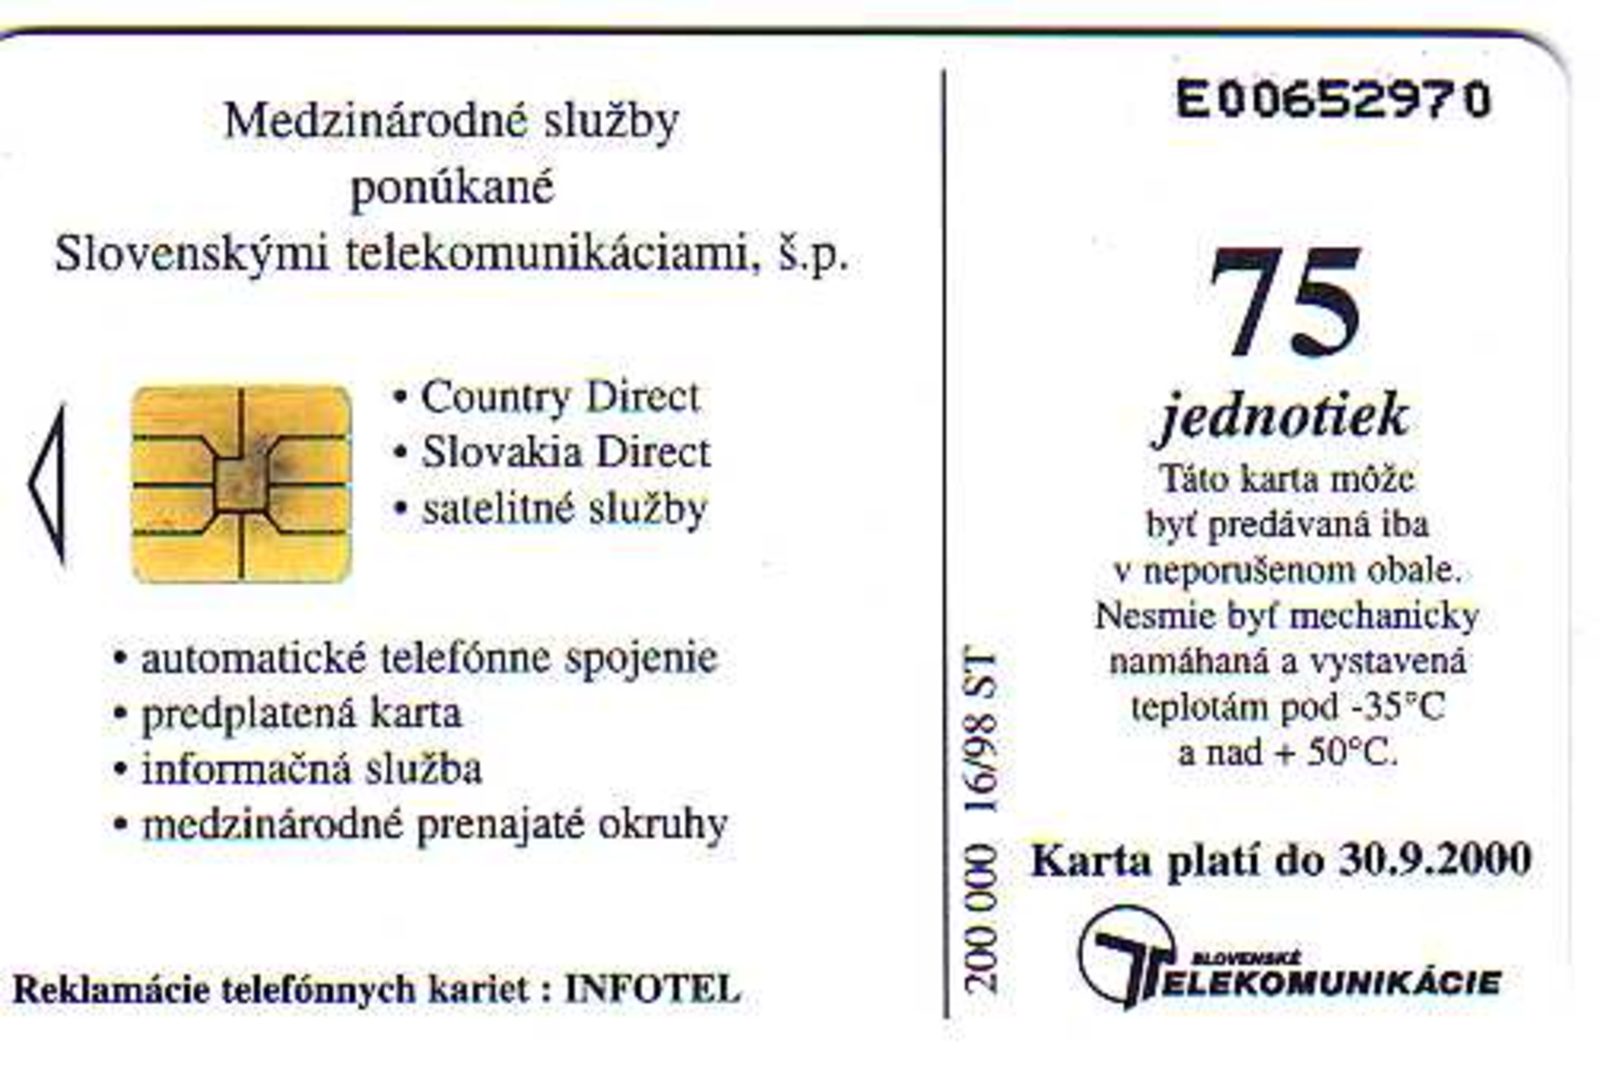 Medzinárodné služby
ponúkané
Slovenskými telekomunikáciami, š.p.
• Country Direct
• Slovakia Direct
• satelitné služby
• automatické telefónne spojenie
• predplatená karta
• informačná služba
• medzinárodné prenajaté okruhy
Reklamácie telefónnych kariet : INFOTEL
200 000 16/98 ST
E00652970
75
jednotiek
Táto karta môže
byť predávaná iba
v neporušenom obale.
Nesmie byť mechanicky
namáhaná a vystavená
teplotám pod -35°C
a nad + 50°C.
Karta platí do 30.9.2000
SLOVENSKÉ
TELEKOMUNIKÁCIE